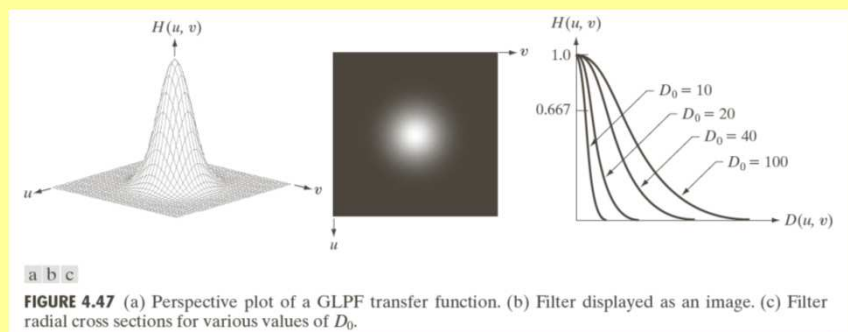 H(u, v)
u
v
v
u
H(u, v)
1.0
0.667
D₀ = 10
D₀ = 20
D₀ = 40
D₀ = 100
D(u, v)
a b c
FIGURE 4.47 (a) Perspective plot of a GLPF transfer function. (b) Filter displayed as an image. (c) Filter
radial cross sections for various values of D₀.